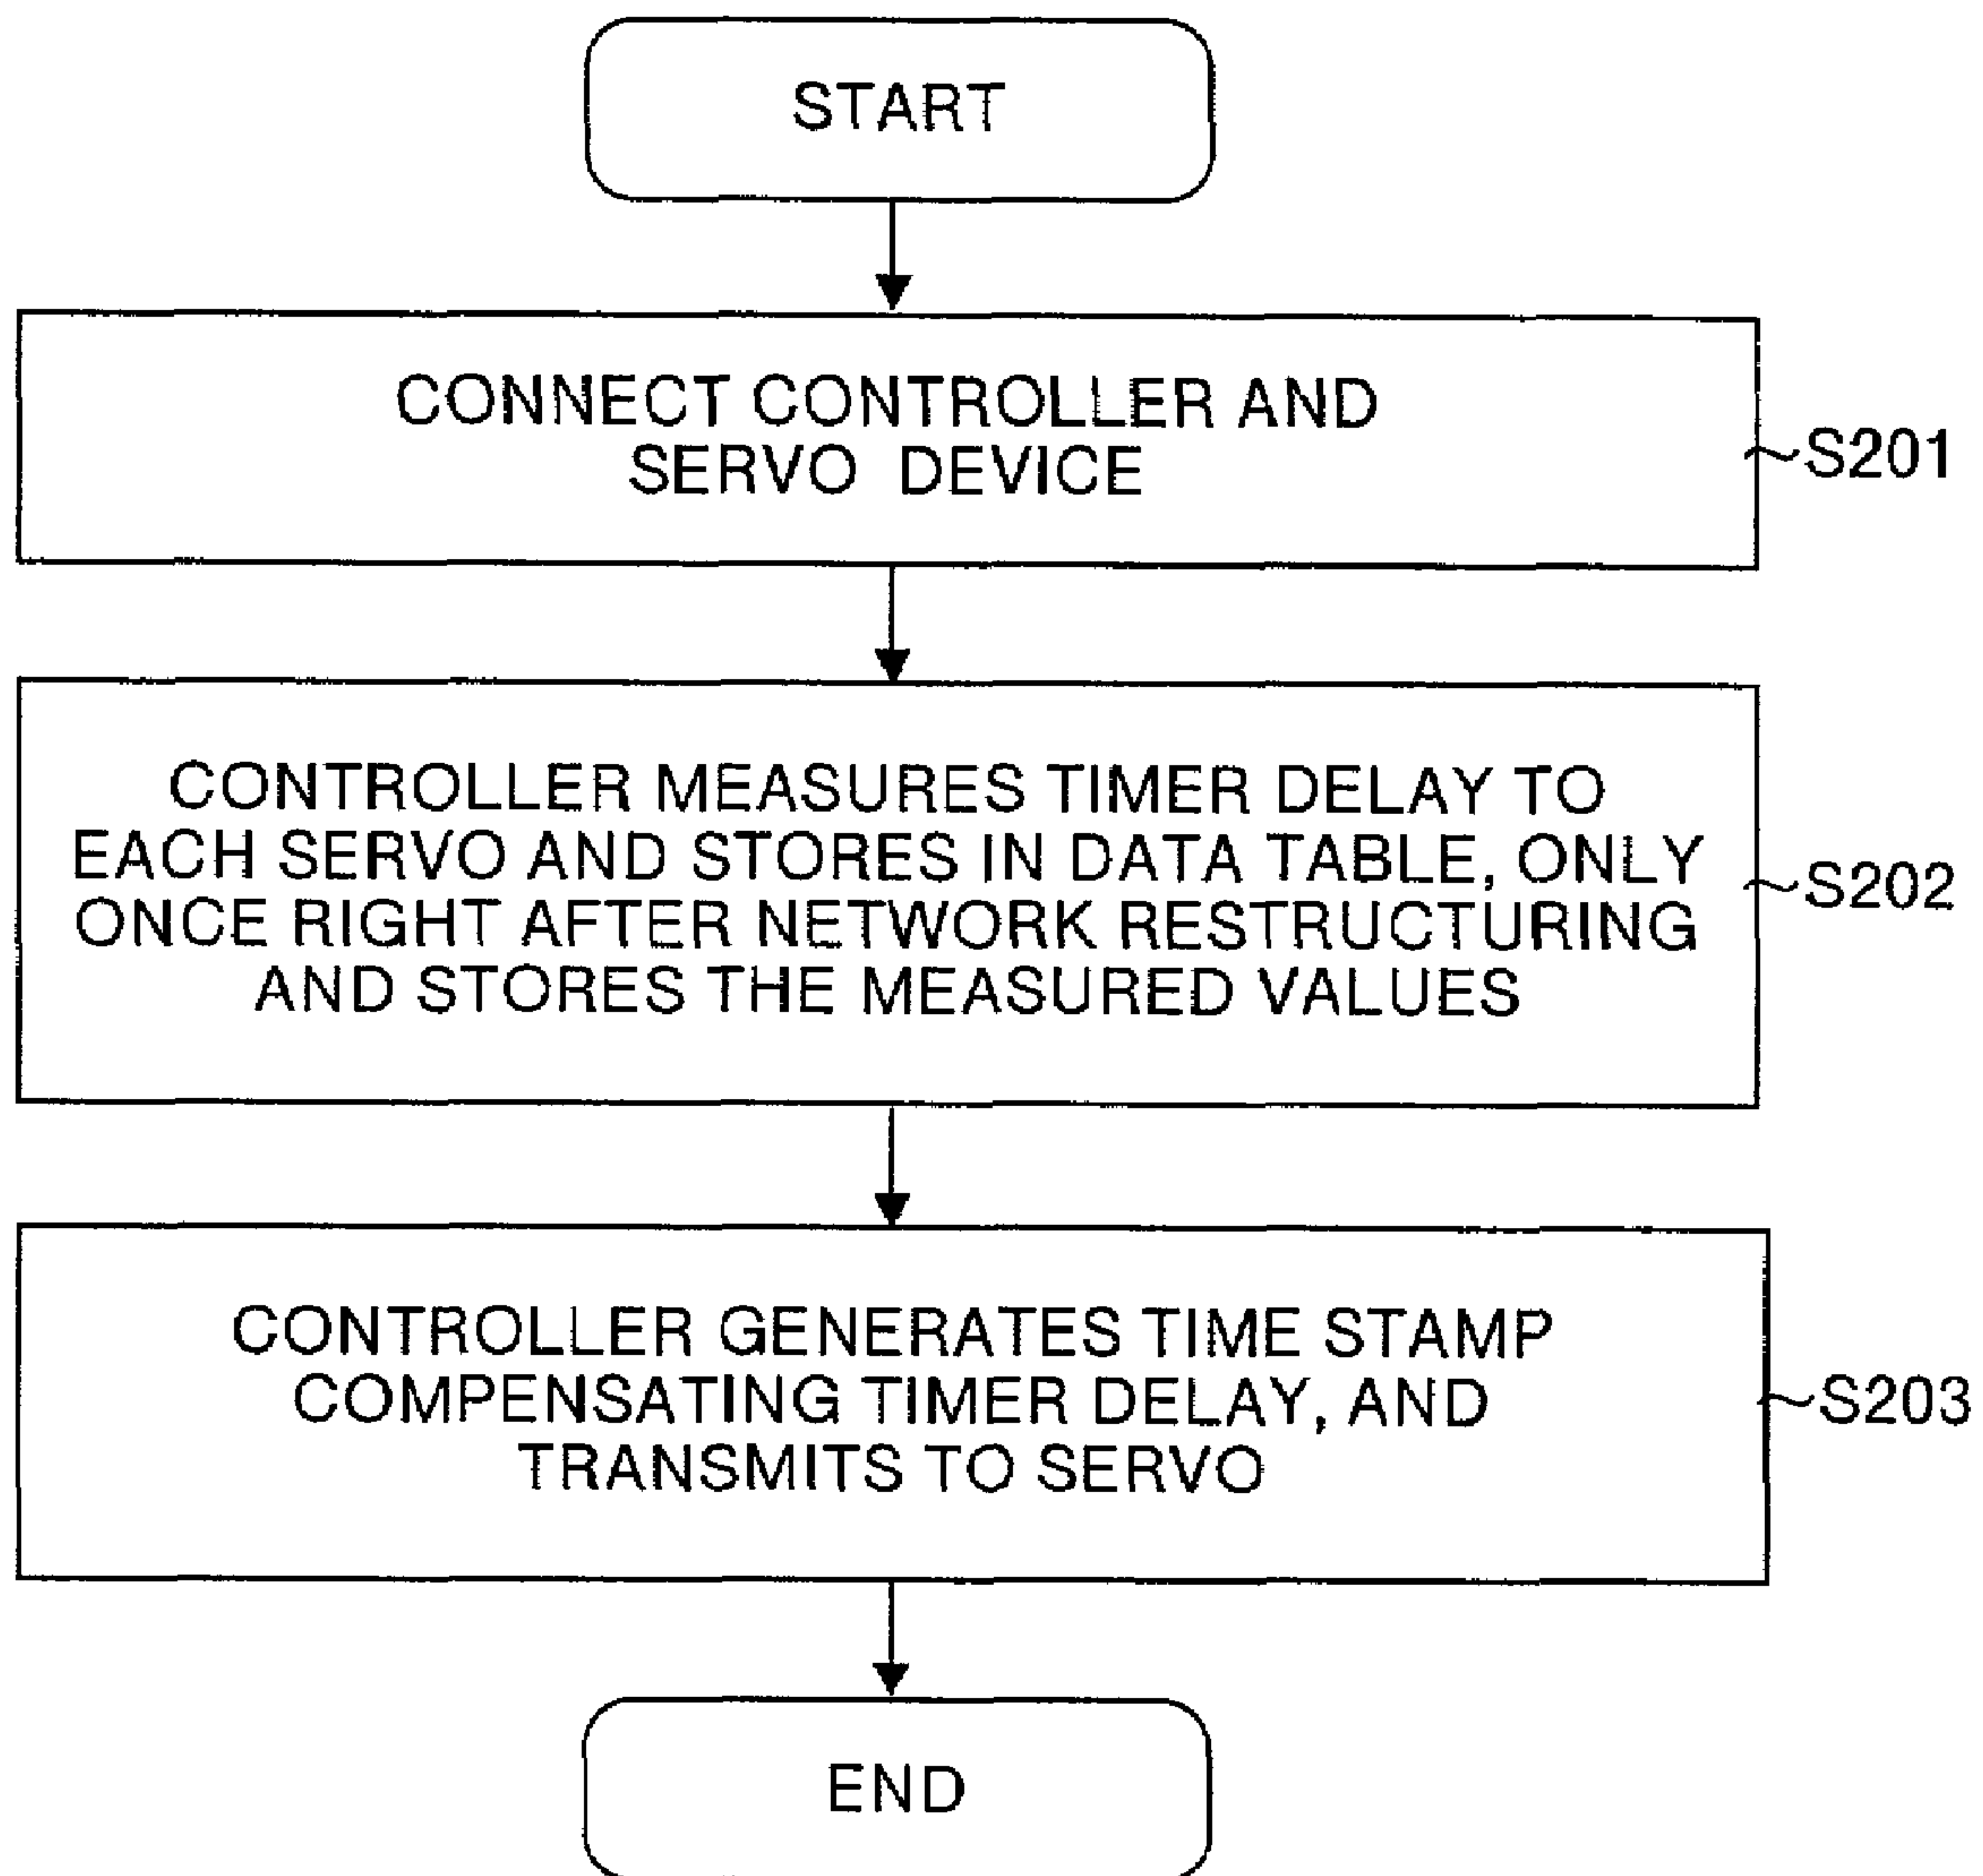 START
CONNECT CONTROLLER AND
SERVO DEVICE
S201
CONTROLLER MEASURES TIMER DELAY TO
EACH SERVO AND STORES IN DATA TABLE, ONLY
ONCE RIGHT AFTER NETWORK RESTRUCTURING
AND STORES THE MEASURED VALUES
S202
CONTROLLER GENERATES TIME STAMP
COMPENSATING TIMER DELAY, AND
TRANSMITS TO SERVO
S203
END